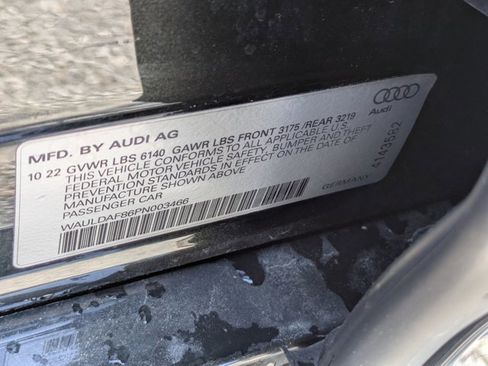 MFD. BY AUDI AG
10 22 GVWR LBS 6140 GAWR LBS FRONT 3175 /REAR 3219
THIS VEHICLE CONFORMS TO ALL APPLICABLE U.S.
FEDERAL MOTOR VEHICLE SAFETY, BUMPER AND THEFT
PREVENTION STANDARDS IN EFFECT ON THE DATE OF
MANUFACTURE SHOWN ABOVE
PASSENGER CAR
WAULDAF86PN003466
GERMANY
Audi
4143682